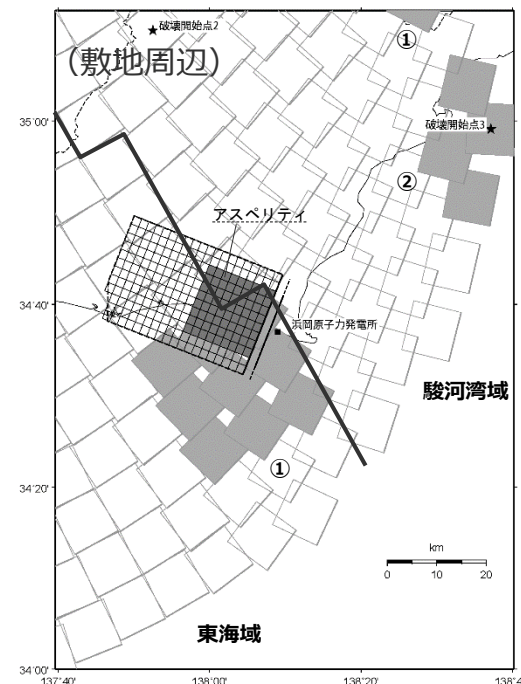 破壊開始点2
(敷地周辺)
①
35˚00'
破壊開始点3
②
アスペリティ
34˚40'
浜岡原子力発電所
駿河湾域
34˚20'
①
km
0 10 20
東海域
34˚00'
137˚40' 138˚00' 138˚20' 138˚4